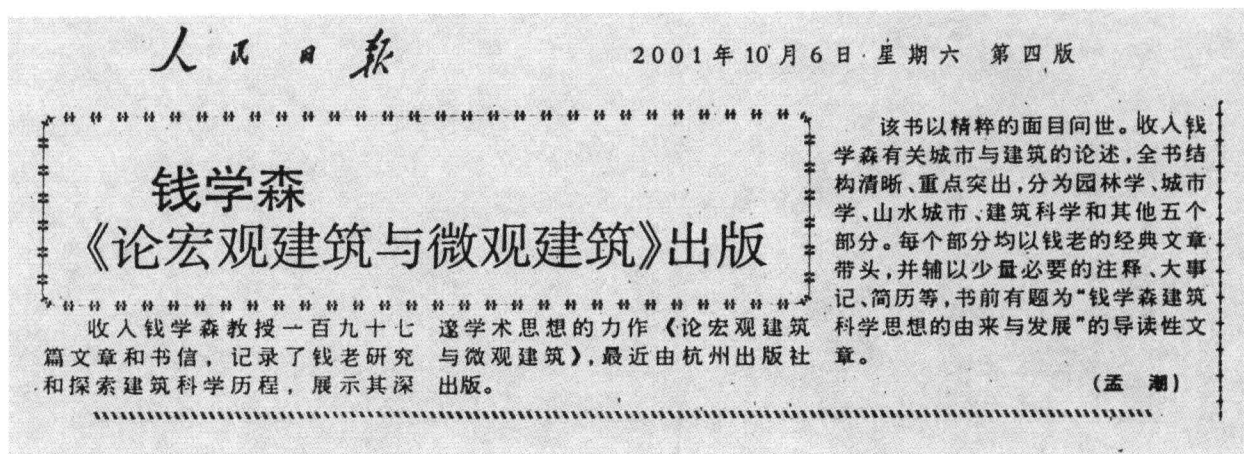 人民日报
2001年10月6日 星期六 第四版
钱学森
《论宏观建筑与微观建筑》出版
收入钱学森教授一百九十七
篇文章和书信，记录了钱老研究
和探索建筑科学历程，展示其深
邃学术思想的力作《论宏观建筑
与微观建筑》，最近由杭州出版社
出版。
该书以精粹的面目问世。收入钱
学森有关城市与建筑的论述，全书结
构清晰、重点突出，分为园林学、城市
学、山水城市、建筑科学和其他五个
部分。每个部分均以钱老的经典文章
带头，并辅以少量必要的注释、大事
记、简历等，书前有题为“钱学森建筑
科学思想的由来与发展”的导读性文
章。
（孟 潮）